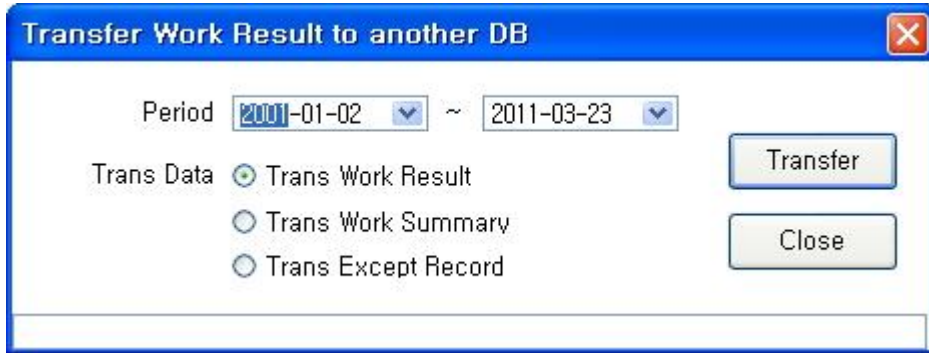 Transfer Work Result to another DB
Period 2001-01-02 ~ 2011-03-23
Transfer
Trans Data Trans Work Result
Trans Work Summary
Close
Trans Except Record